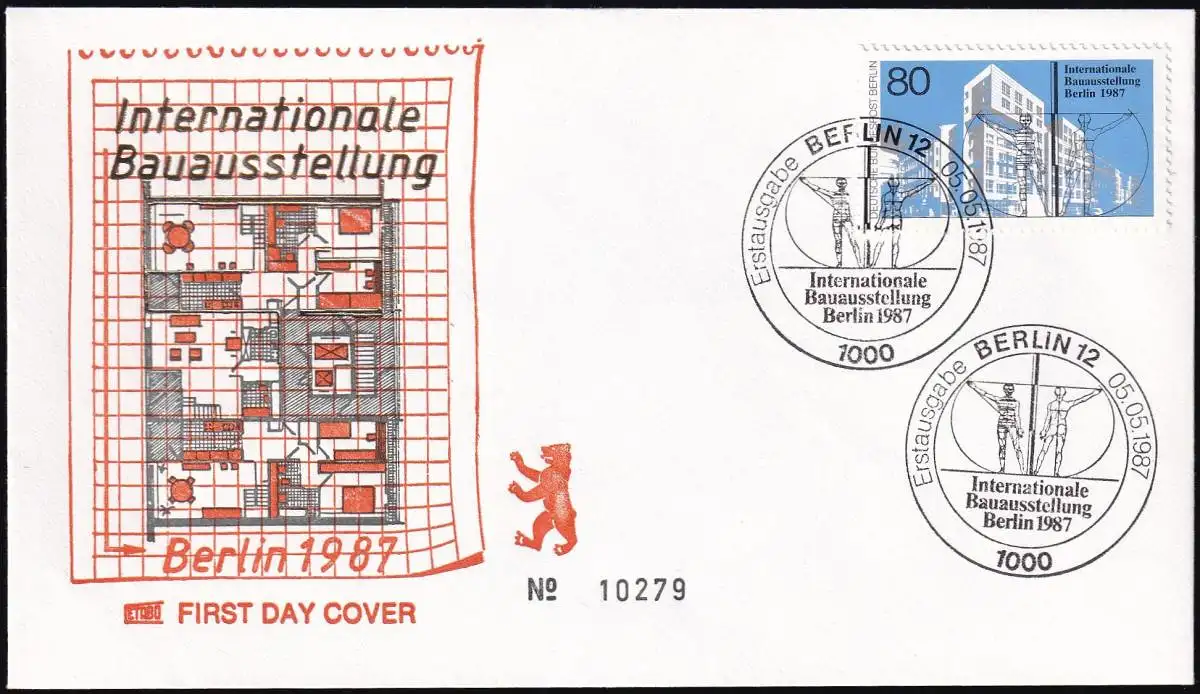 Internationale
Bauausstellung
Berlin 1987
ETABO FIRST DAY COVER
№ 10279
80
DEUTSCHE BUNDESPOST BERLIN
Internationale
Bauausstellung
Berlin 1987
Erstausgabe BERLIN 12 05.05.1987
Internationale
Bauausstellung
Berlin 1987
1000
Erstausgabe BERLIN 12 05.05.1987
Internationale
Bauausstellung
Berlin 1987
1000